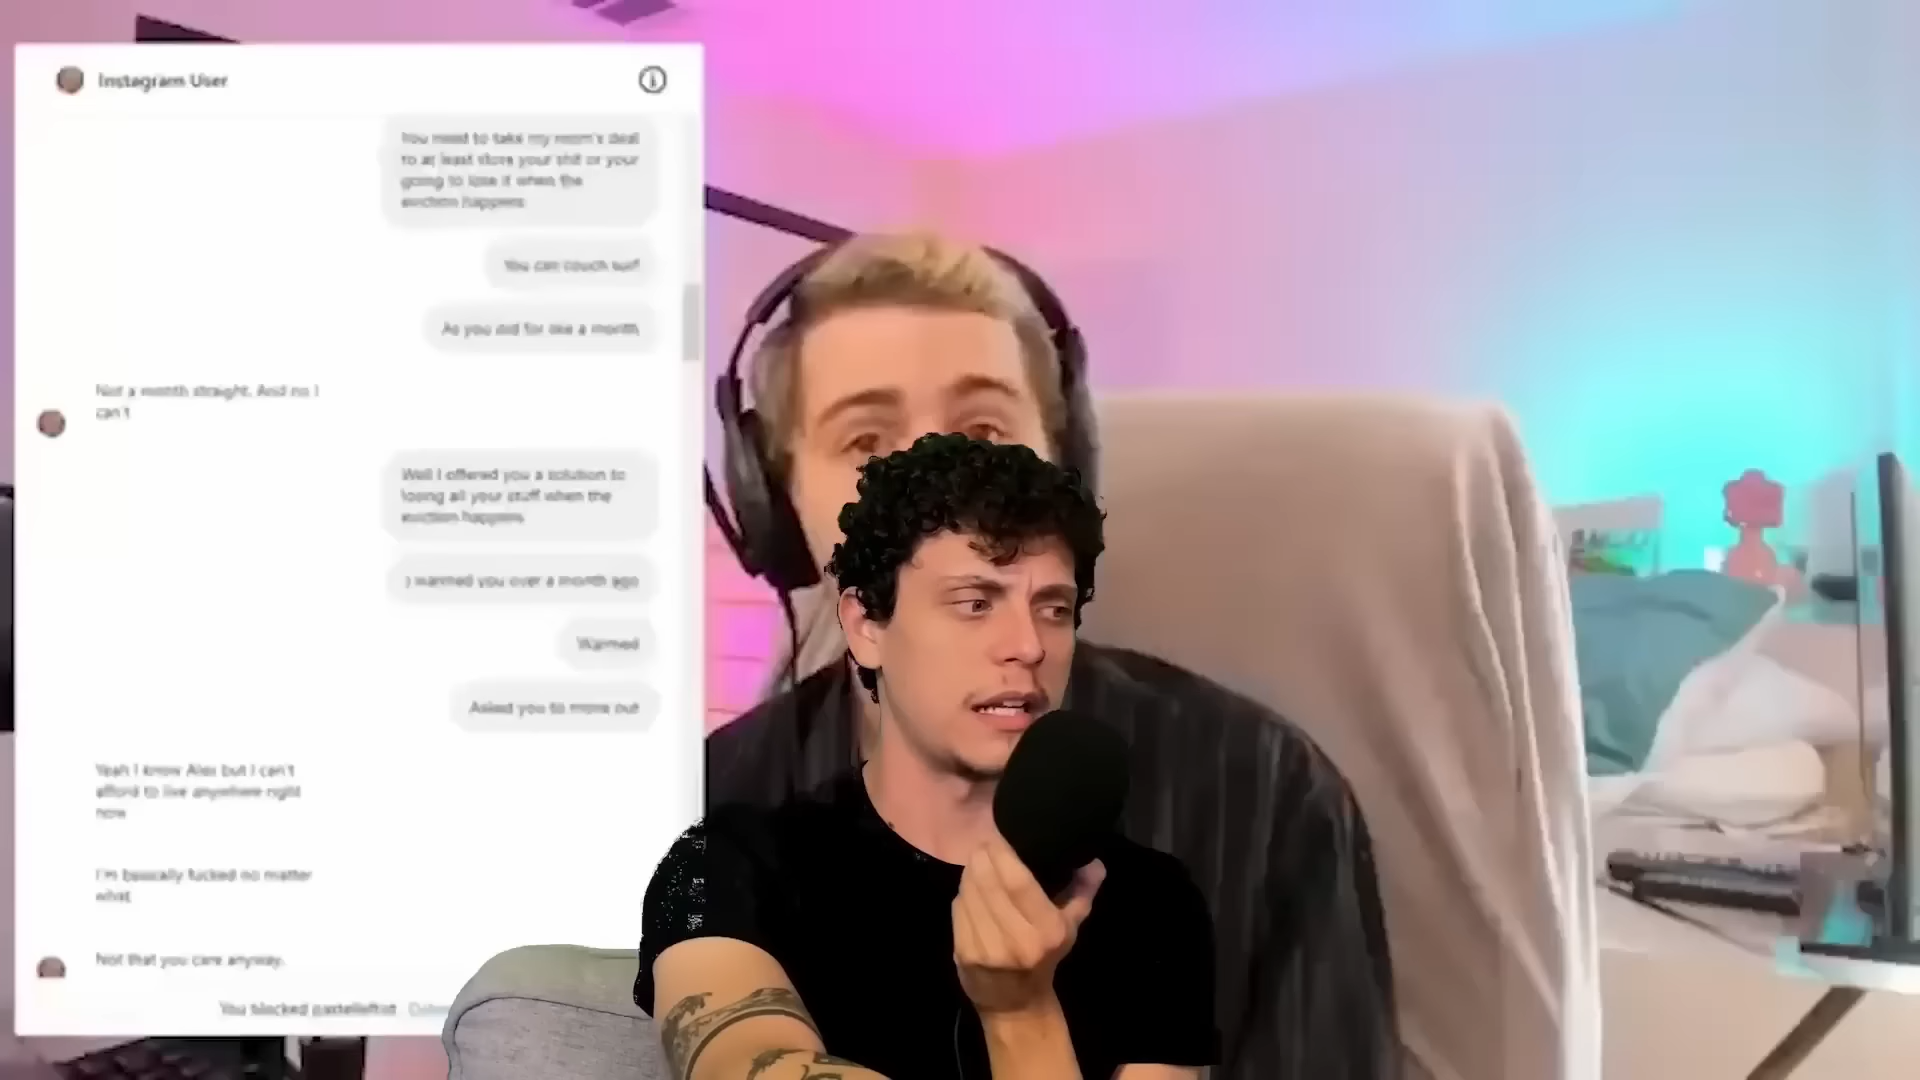 Instagram User
You need to take my mom's deal
to at least store your shit or your
going to lose it when the
eviction happens
You can couch surf
As you did for like a month
Not a month straight. And no I
can't
Well I offered you a solution to
losing all your stuff when the
eviction happens
I warned you over a month ago
Warned
Asked you to move out
Yeah I know Alex but I can't
afford to live anywhere right
now
I'm basically fucked no matter
what
Not that you care anyway.
You blocked